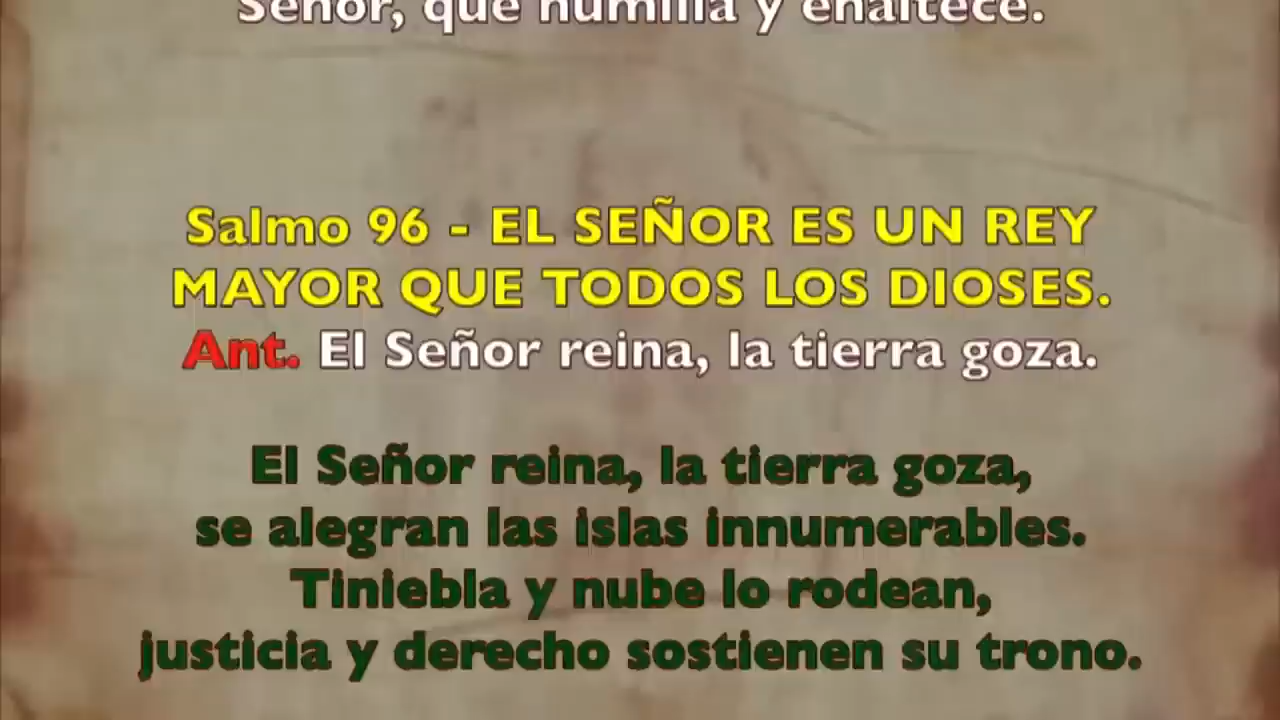 Señor, que humilla y enaltece.
Salmo 96 - EL SEÑOR ES UN REY
MAYOR QUE TODOS LOS DIOSES.
Ant. El Señor reina, la tierra goza.
El Señor reina, la tierra goza,
se alegran las islas innumerables.
Tiniebla y nube lo rodean,
justicia y derecho sostienen su trono.